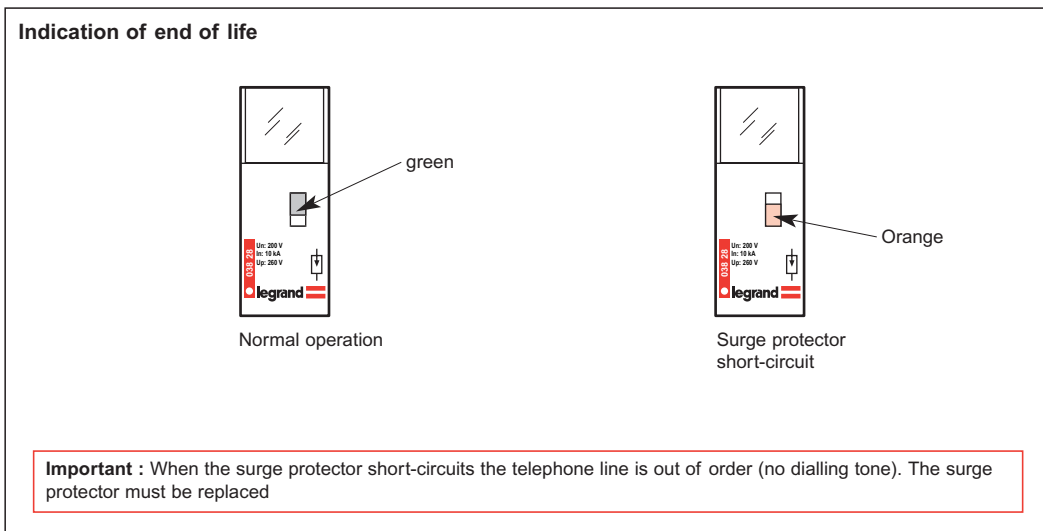 Indication of end of life
green
038 28
Un: 200 V
In: 10 kA
Up: 260 V
legrand
Normal operation
Orange
038 28
Un: 200 V
In: 10 kA
Up: 260 V
legrand
Surge protector
short-circuit
Important : When the surge protector short-circuits the telephone line is out of order (no dialling tone). The surge
protector must be replaced